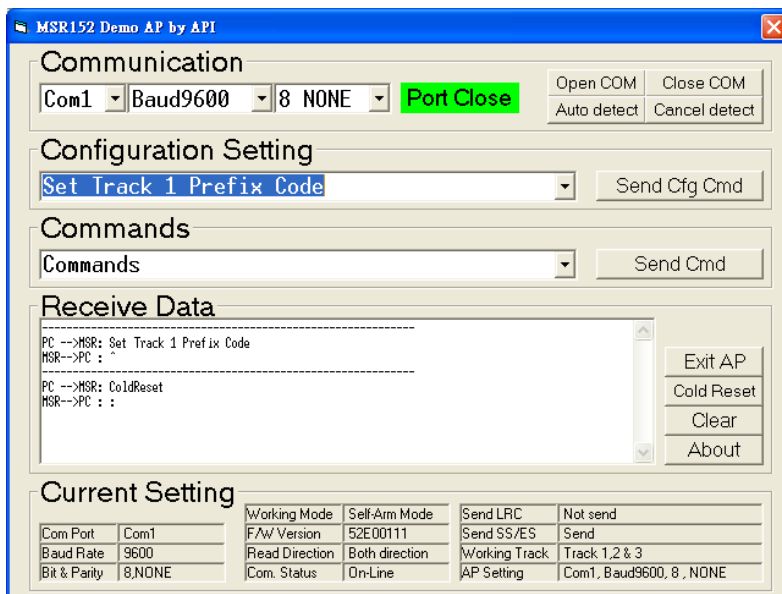 MSR152 Demo AP by API
Communication
Com1 Baud9600 8 NONE Port Close Open COM Close COM
Auto detect Cancel detect
Configuration Setting
Set Track 1 Prefix Code Send Cfg Cmd
Commands
Commands Send Cmd
Receive Data
------------------------------------------------------------
PC -->MSR: Set Track 1 Prefix Code
MSR-->PC : ^
------------------------------------------------------------
PC -->MSR: ColdReset
MSR-->PC : :
Exit AP
Cold Reset
Clear
About
Current Setting
Working Mode Self-Arm Mode Send LRC Not send
Com Port Com1 F/W Version 52E00111 Send SS/ES Send
Baud Rate 9600 Read Direction Both direction Working Track Track 1,2 & 3
Bit & Parity 8,NONE Com. Status On-Line AP Setting Com1, Baud9600, 8 , NONE